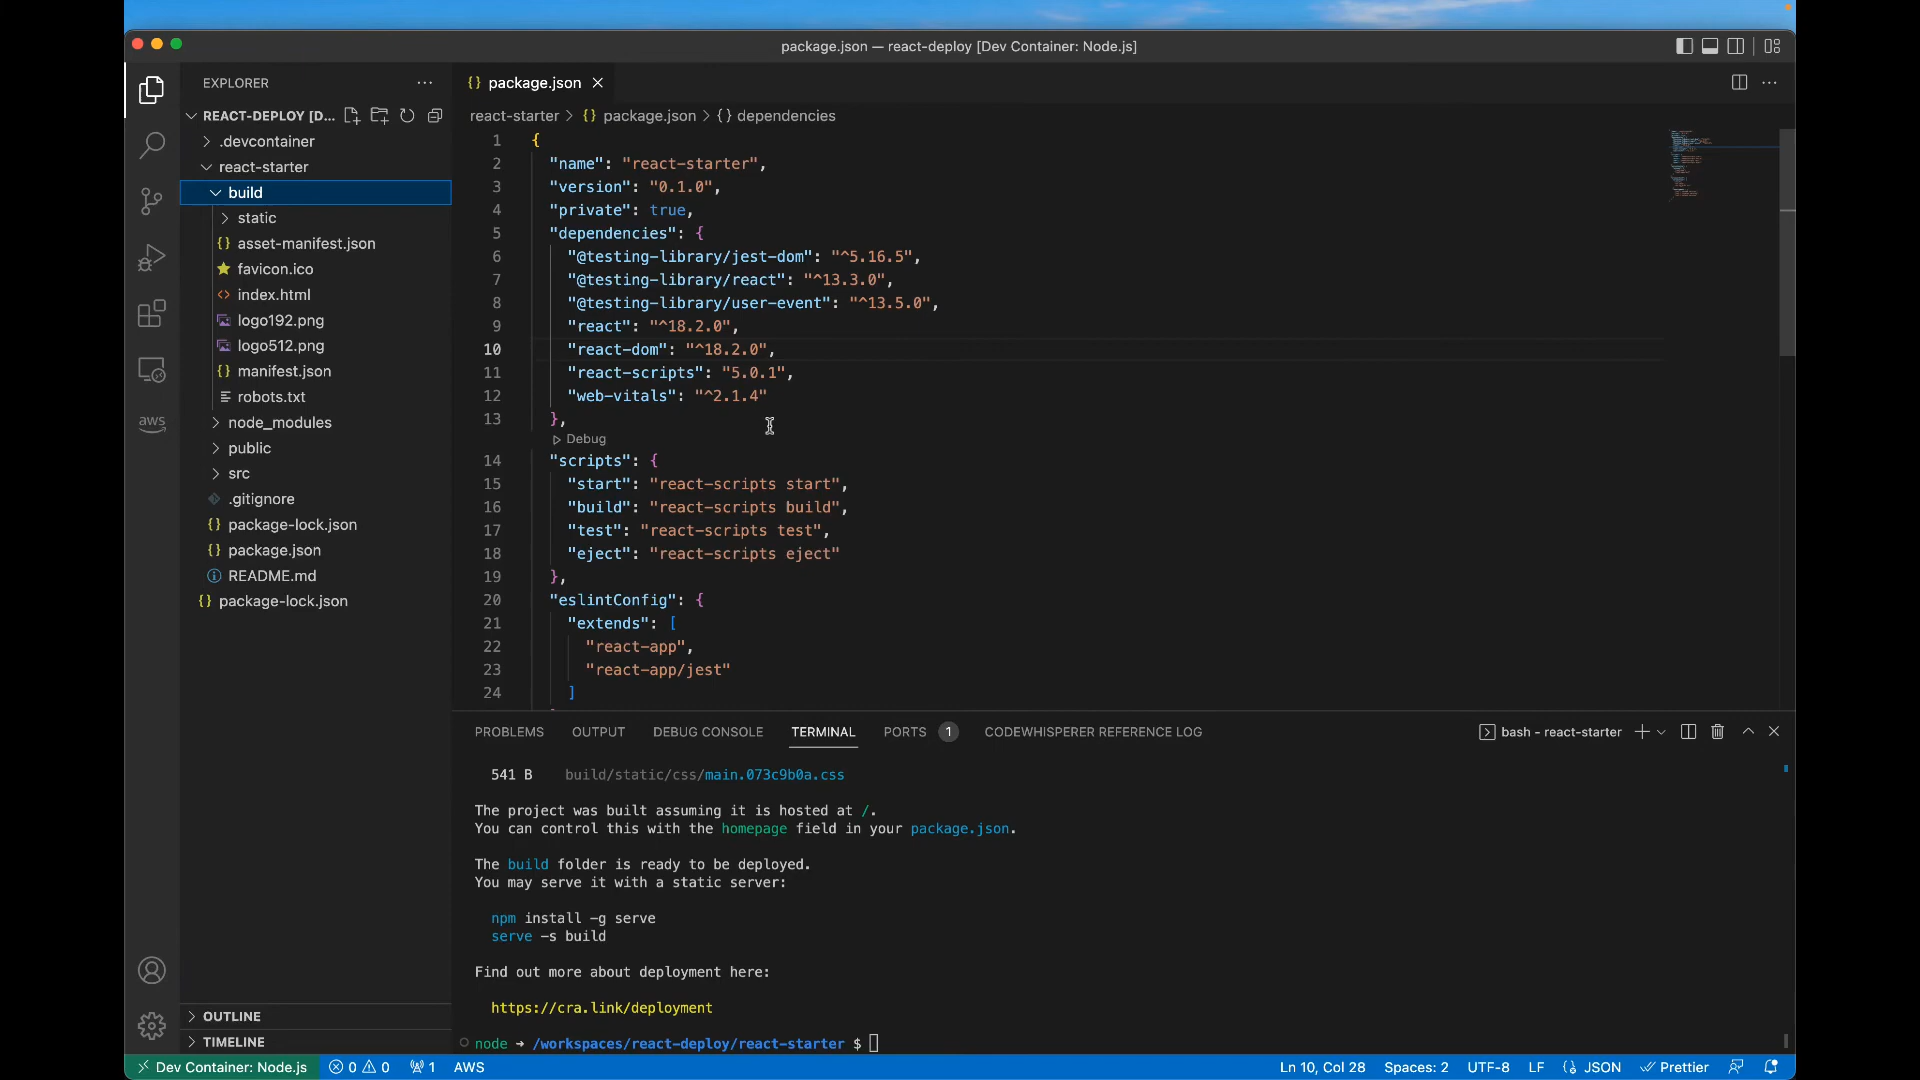 package.json — react-deploy [Dev Container: Node.js]
EXPLORER
REACT-DEPLOY [D...
.devcontainer
react-starter
build
static
asset-manifest.json
favicon.ico
index.html
logo192.png
logo512.png
manifest.json
robots.txt
node_modules
public
src
.gitignore
package-lock.json
package.json
README.md
package-lock.json
OUTLINE
TIMELINE
aws
{} package.json
react-starter > {} package.json > {} dependencies
1 {
2 "name": "react-starter",
3 "version": "0.1.0",
4 "private": true,
5 "dependencies": {
6 "@testing-library/jest-dom": "^5.16.5",
7 "@testing-library/react": "^13.3.0",
8 "@testing-library/user-event": "^13.5.0",
9 "react": "^18.2.0",
10 "react-dom": "^18.2.0",
11 "react-scripts": "5.0.1",
12 "web-vitals": "^2.1.4"
13 },
Debug
14 "scripts": {
15 "start": "react-scripts start",
16 "build": "react-scripts build",
17 "test": "react-scripts test",
18 "eject": "react-scripts eject"
19 },
20 "eslintConfig": {
21 "extends": [
22 "react-app",
23 "react-app/jest"
24 ]
PROBLEMS OUTPUT DEBUG CONSOLE TERMINAL PORTS 1 CODEWHISPERER REFERENCE LOG bash - react-starter
541 B build/static/css/main.073c9b0a.css
The project was built assuming it is hosted at /.
You can control this with the homepage field in your package.json.
The build folder is ready to be deployed.
You may serve it with a static server:
npm install -g serve
serve -s build
Find out more about deployment here:
https://cra.link/deployment
node → /workspaces/react-deploy/react-starter $
Dev Container: Node.js 0 0 1 AWS Ln 10, Col 28 Spaces: 2 UTF-8 LF {} JSON Prettier